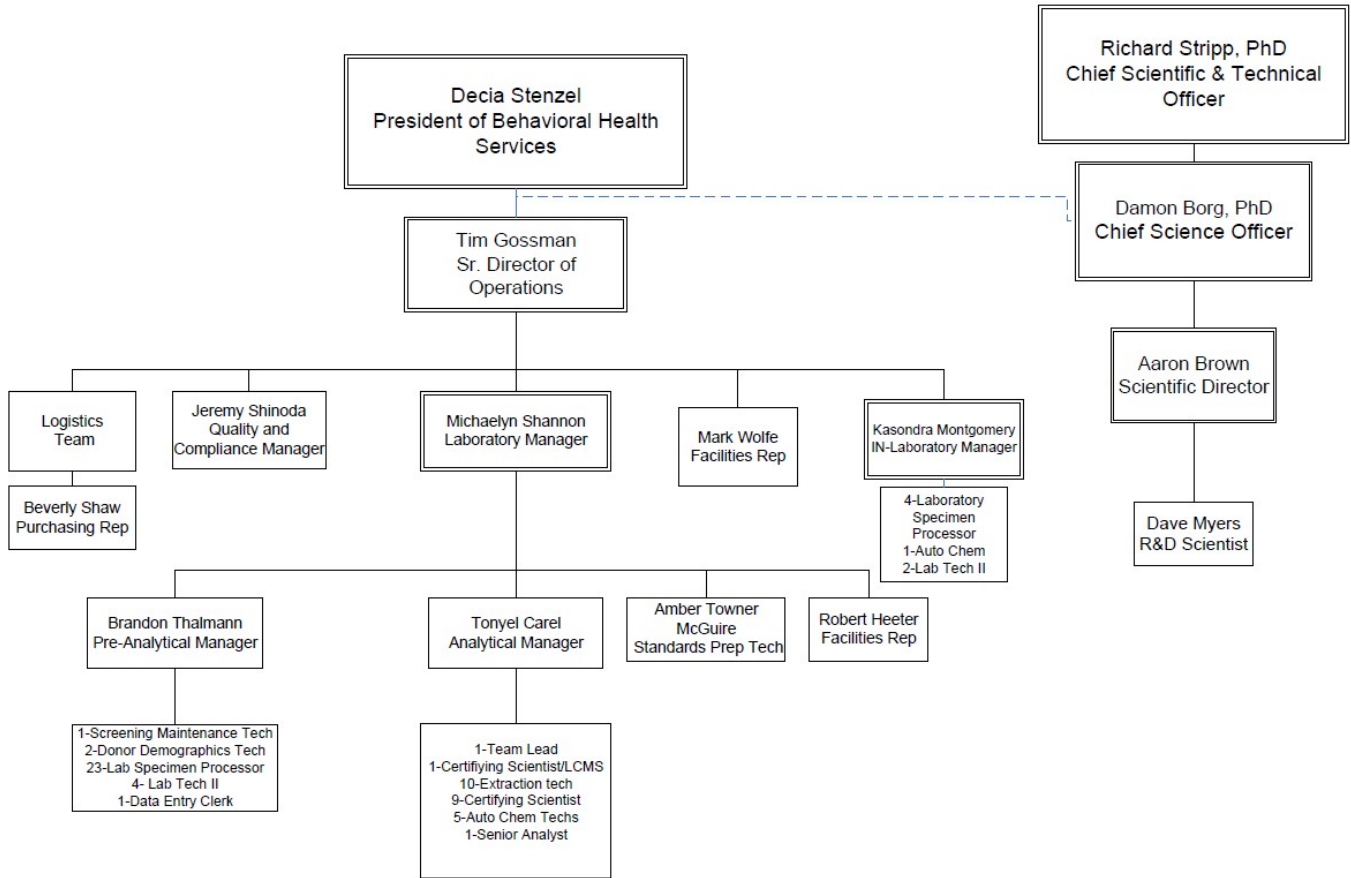 Richard Stripp, PhD
Chief Scientific & Technical
Officer
Decia Stenzel
President of Behavioral Health
Services
Damon Borg, PhD
Chief Science Officer
Tim Gossman
Sr. Director of
Operations
Aaron Brown
Scientific Director
Logistics
Team
Jeremy Shinoda
Quality and
Compliance Manager
Michaelyn Shannon
Laboratory Manager
Mark Wolfe
Facilities Rep
Kasondra Montgomery
IN-Laboratory Manager
Beverly Shaw
Purchasing Rep
4-Laboratory
Specimen
Processor
1-Auto Chem
2-Lab Tech II
Dave Myers
R&D Scientist
Brandon Thalmann
Pre-Analytical Manager
Tonyel Carel
Analytical Manager
Amber Towner
McGuire
Standards Prep Tech
Robert Heeter
Facilities Rep
1-Screening Maintenance Tech
2-Donor Demographics Tech
23-Lab Specimen Processor
4- Lab Tech II
1-Data Entry Clerk
1-Team Lead
1-Certifiying Scientist/LCMS
10-Extraction tech
9-Certifying Scientist
5-Auto Chem Techs
1-Senior Analyst